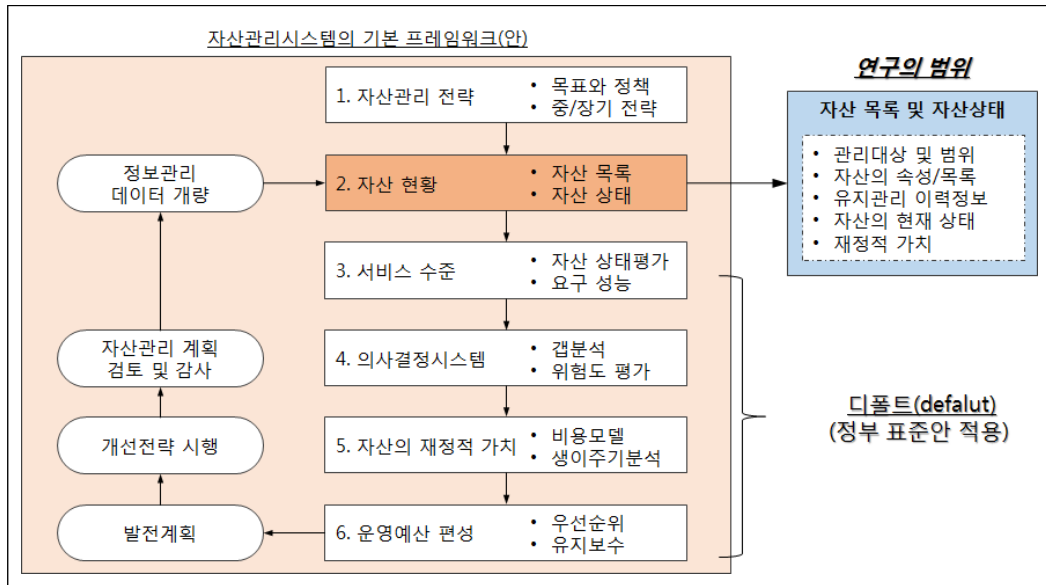 자산관리시스템의 기본 프레임워크(안)
1. 자산관리 전략
• 목표와 정책
• 중/장기 전략
정보관리
데이터 개량
2. 자산 현황
• 자산 목록
• 자산 상태
3. 서비스 수준
• 자산 상태평가
• 요구 성능
자산관리 계획
검토 및 감사
4. 의사결정시스템
• 갭분석
• 위험도 평가
개선전략 시행
5. 자산의 재정적 가치
• 비용모델
• 생이주기분석
발전계획
6. 운영예산 편성
• 우선순위
• 유지보수
연구의 범위
자산 목록 및 자산상태
• 관리대상 및 범위
• 자산의 속성/목록
• 유지관리 이력정보
• 자산의 현재 상태
• 재정적 가치
디폴트(defalut)
(정부 표준안 적용)